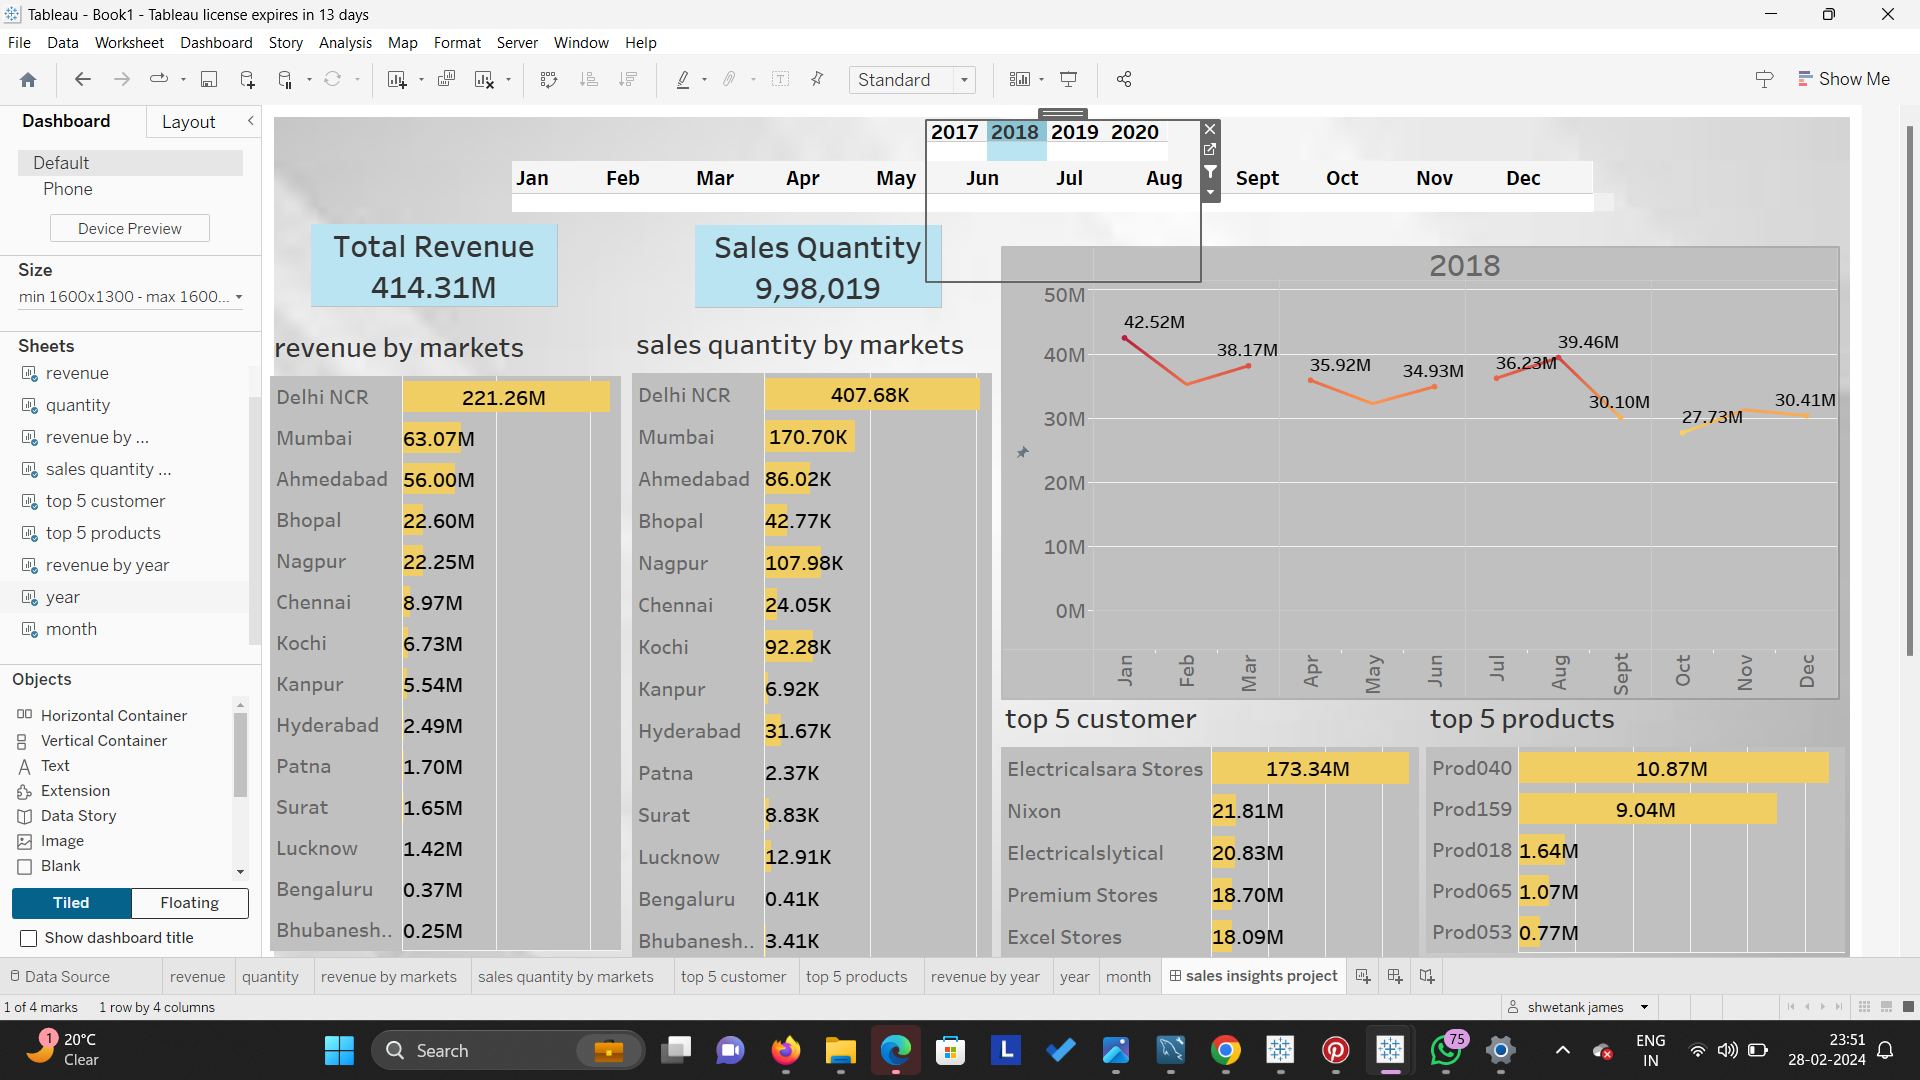 Tableau - Book1 - Tableau license expires in 13 days
File Data Worksheet Dashboard Story Analysis Map Format Server Window Help
Standard
Show Me
Dashboard Layout
Default
Phone
Device Preview
Size
min 1600x1300 - max 1600...
Sheets
revenue
quantity
revenue by ...
sales quantity ...
top 5 customer
top 5 products
revenue by year
year
month
Objects
Horizontal Container
Vertical Container
Text
Extension
Data Story
Image
Blank
Tiled Floating
Show dashboard title
2017 2018 2019 2020
Jan Feb Mar Apr May Jun Jul Aug Sept Oct Nov Dec
Total Revenue
414.31M
Sales Quantity
9,98,019
revenue by markets
Delhi NCR 221.26M
Mumbai 63.07M
Ahmedabad 56.00M
Bhopal 22.60M
Nagpur 22.25M
Chennai 8.97M
Kochi 6.73M
Kanpur 5.54M
Hyderabad 2.49M
Patna 1.70M
Surat 1.65M
Lucknow 1.42M
Bengaluru 0.37M
Bhubanesh.. 0.25M
sales quantity by markets
Delhi NCR 407.68K
Mumbai 170.70K
Ahmedabad 86.02K
Bhopal 42.77K
Nagpur 107.98K
Chennai 24.05K
Kochi 92.28K
Kanpur 6.92K
Hyderabad 31.67K
Patna 2.37K
Surat 8.83K
Lucknow 12.91K
Bengaluru 0.41K
Bhubanesh.. 3.41K
2018
50M
40M
30M
20M
10M
0M
42.52M 38.17M 35.92M 34.93M 36.23M 39.46M 30.10M 27.73M 30.41M
Jan Feb Mar Apr May Jun Jul Aug Sept Oct Nov Dec
top 5 customer
Electricalsara Stores 173.34M
Nixon 21.81M
Electricalslytical 20.83M
Premium Stores 18.70M
Excel Stores 18.09M
top 5 products
Prod040 10.87M
Prod159 9.04M
Prod018 1.64M
Prod065 1.07M
Prod053 0.77M
Data Source revenue quantity revenue by markets sales quantity by markets top 5 customer top 5 products revenue by year year month sales insights project
1 of 4 marks 1 row by 4 columns
shwetank james
1
20°C
Clear
Search
L
75
ENG
IN
23:51
28-02-2024